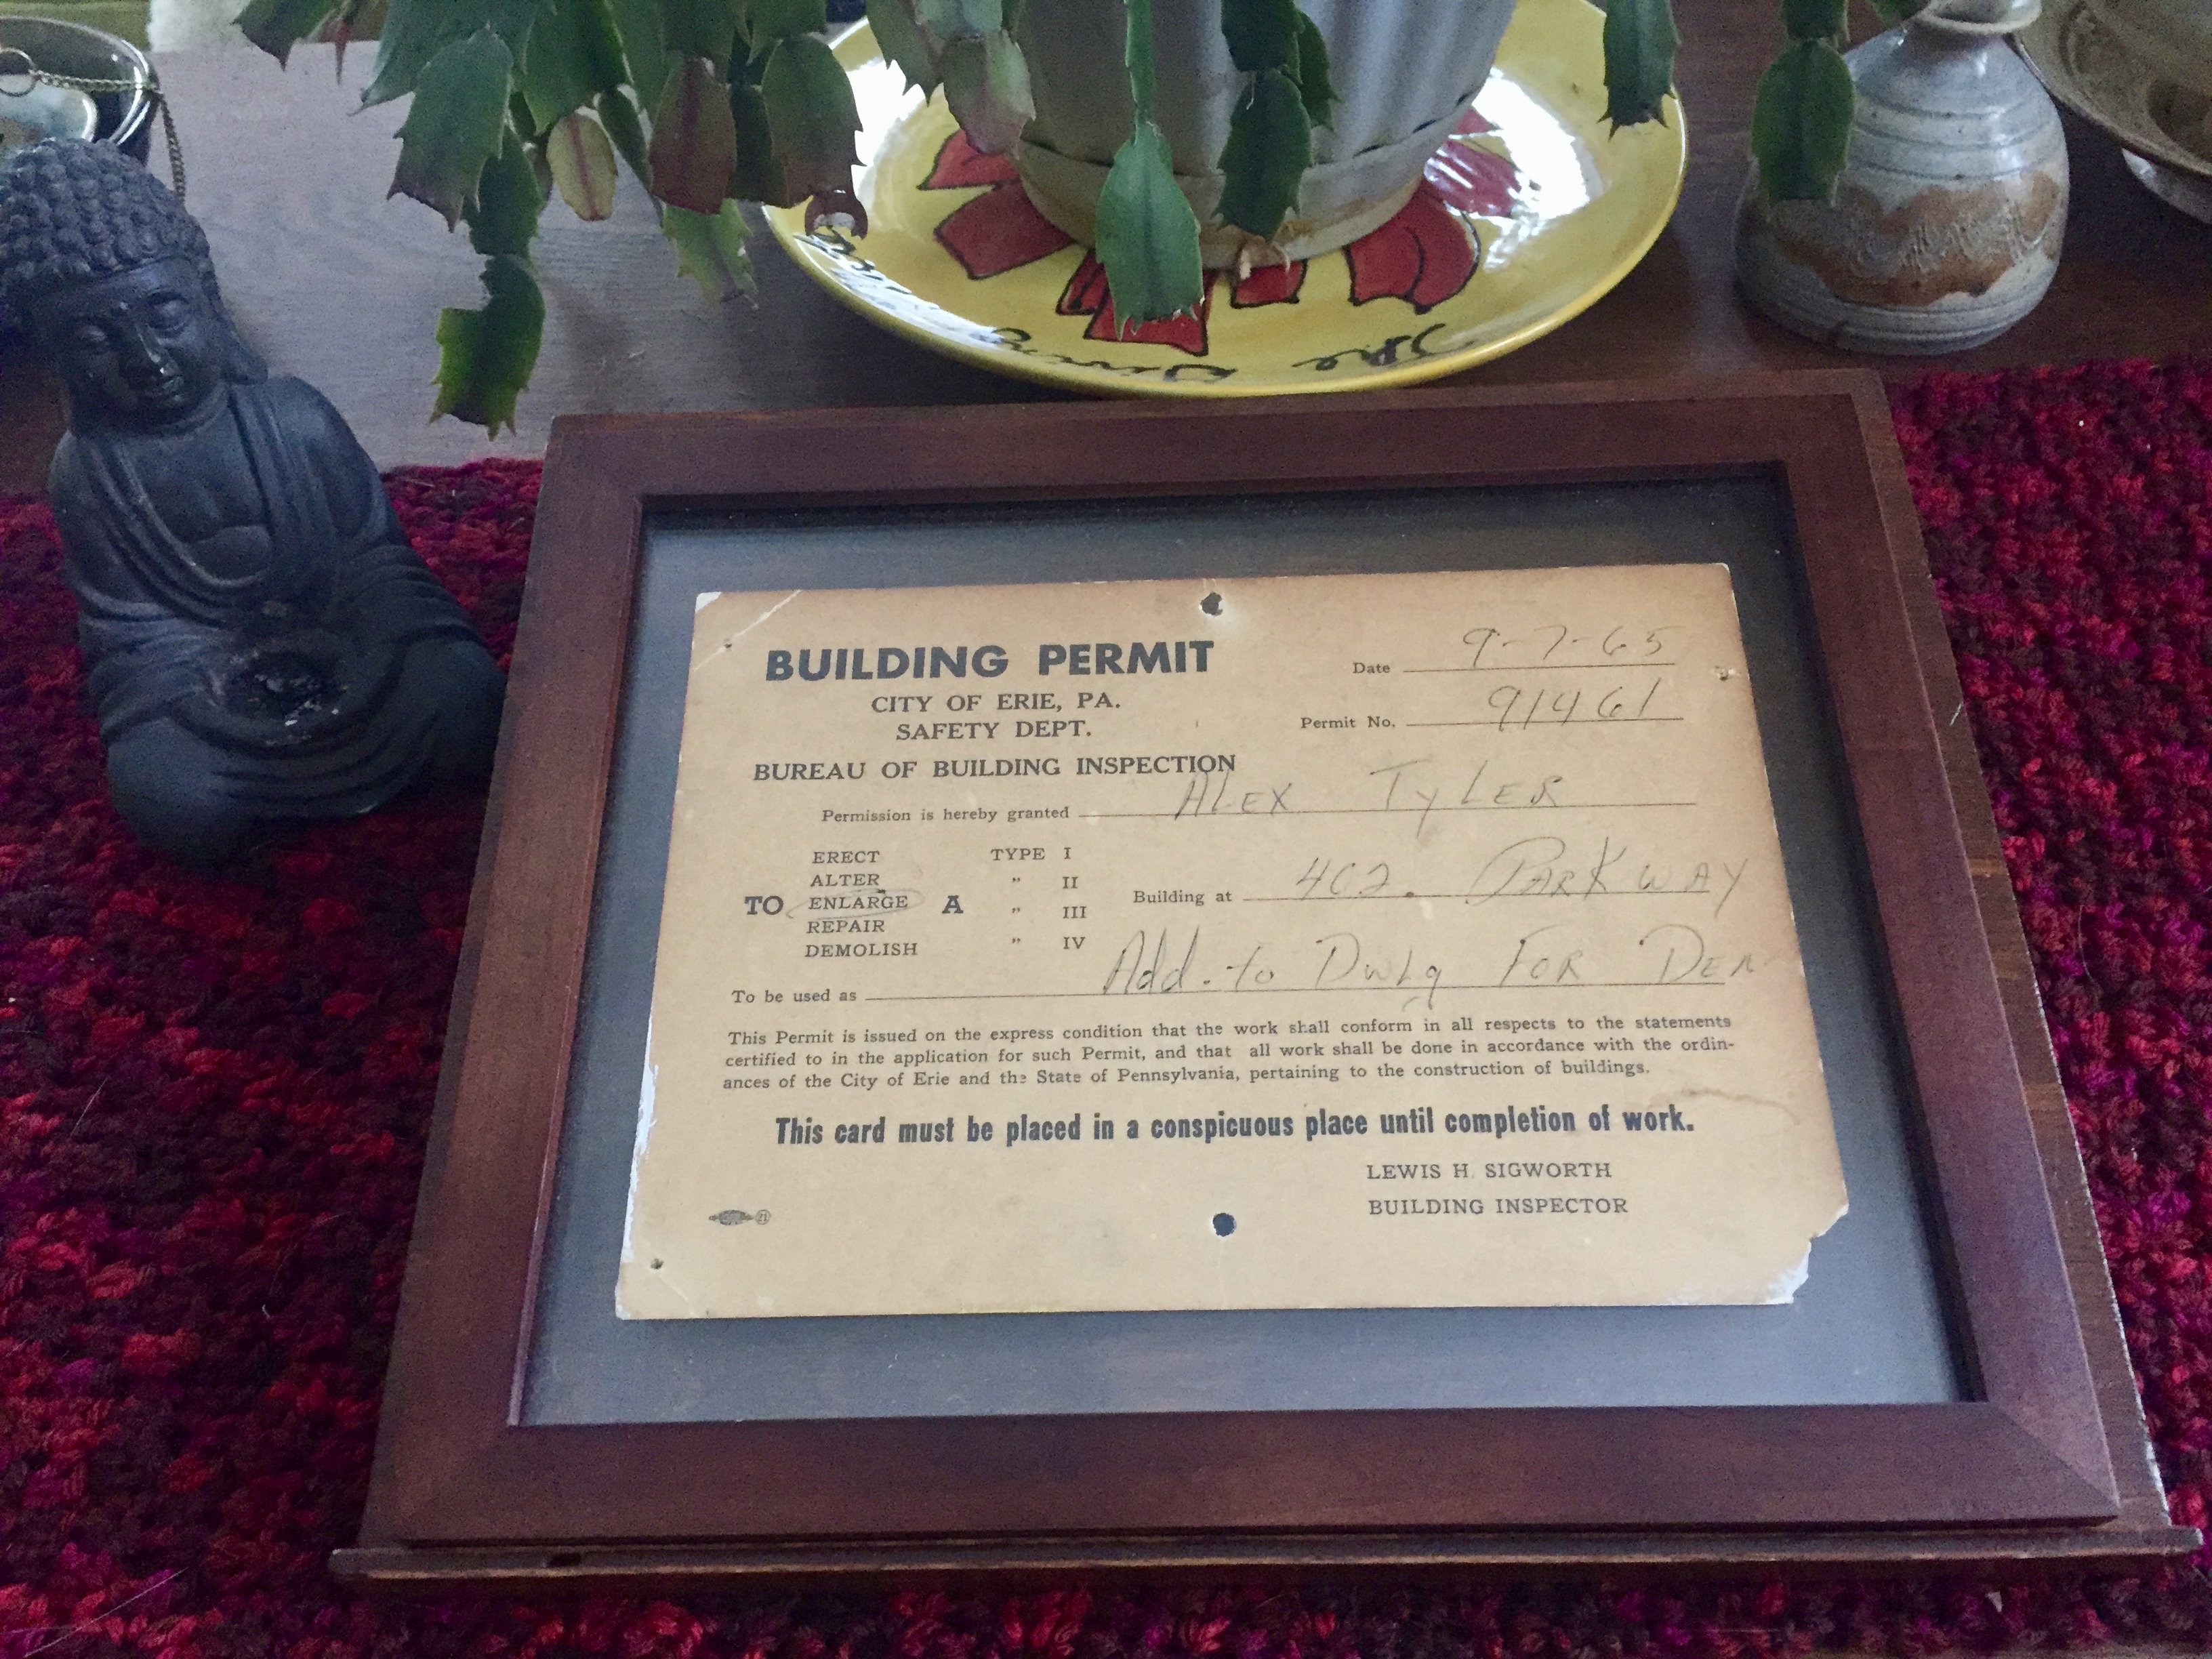 The Divine
BUILDING PERMIT
CITY OF ERIE, PA.
SAFETY DEPT.
BUREAU OF BUILDING INSPECTION
Date 9-7-65
Permit No. 91461
Permission is hereby granted ALEX TYLER
TO ERECT
ALTER
ENLARGE
REPAIR
DEMOLISH
A TYPE I
" II
" III
" IV
Building at 402. PARKWAY
To be used as Add. to Dwlg FOR DEN
This Permit is issued on the express condition that the work shall conform in all respects to the statements
certified to in the application for such Permit, and that all work shall be done in accordance with the ordin-
ances of the City of Erie and the State of Pennsylvania, pertaining to the construction of buildings.
This card must be placed in a conspicuous place until completion of work.
LEWIS H. SIGWORTH
BUILDING INSPECTOR